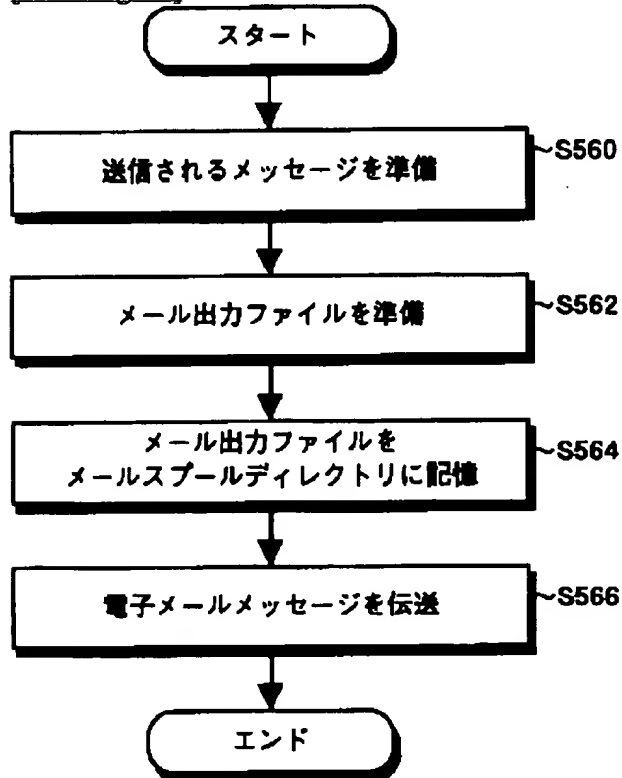 スタート
送信されるメッセージを準備
~S560
メール出力ファイルを準備
~S562
メール出力ファイルを
メールスプールディレクトリに記憶
~S564
電子メールメッセージを伝送
~S566
エンド